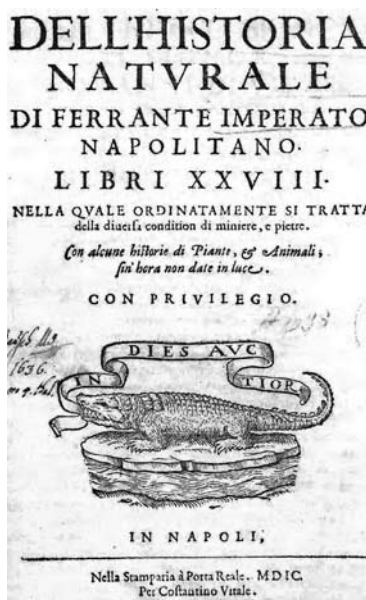 DELL'HISTORIA
NATVRALE
DI FERRANTE IMPERATO
NAPOLITANO.
LIBRI XXVIII.
NELLA QVALE ORDINATAMENTE SI TRATTA
della diuersa condition di miniere, e pietre.
Con alcune historie di Piante, & Animali;
sin'hora non date in luce.
CON PRIVILEGIO.
1636.
IN DIES AVCTIOR
IN NAPOLI,
Nella Stamparia à Porta Reale. MDIC.
Per Costantino Vitale.